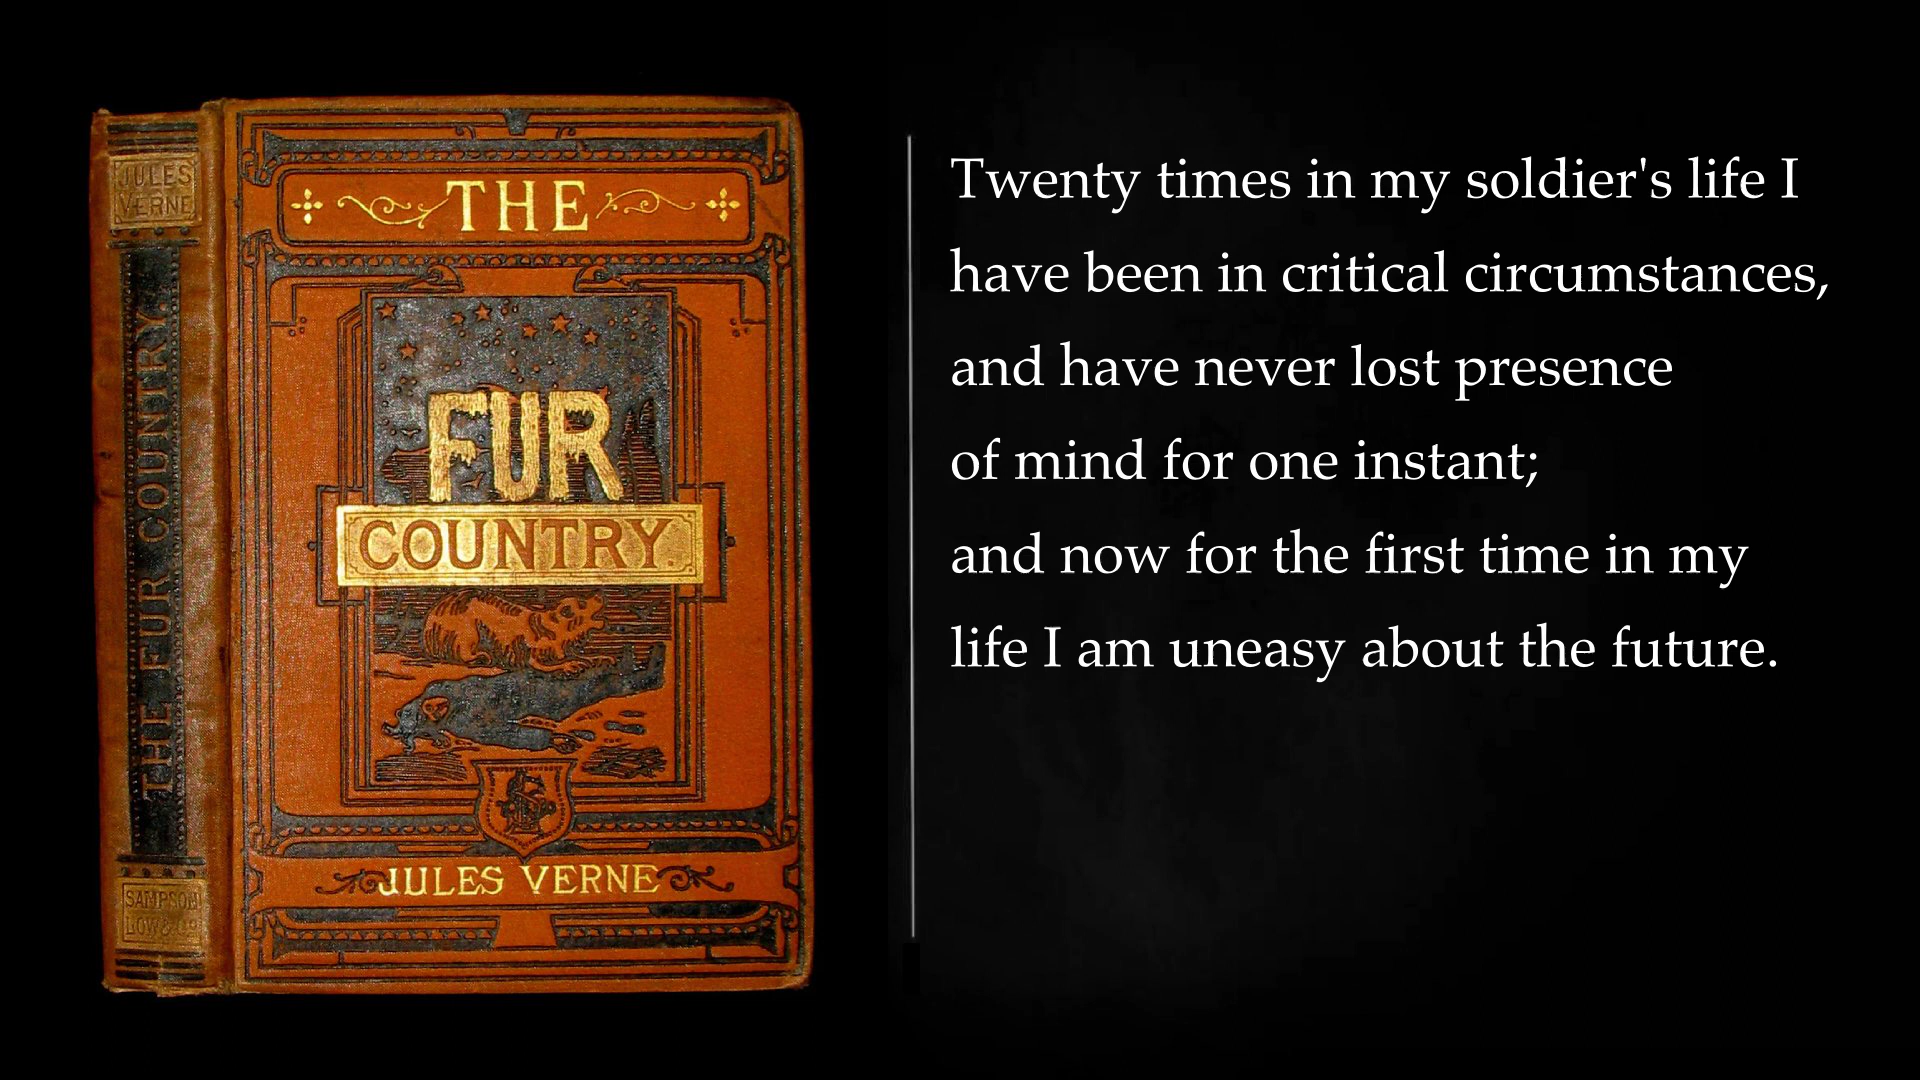 JULES
VERNE
THE FUR COUNTRY.
SAMPSON
LOW & Co
THE
FUR
COUNTRY.
JULES VERNE
Twenty times in my soldier's life I
have been in critical circumstances,
and have never lost presence
of mind for one instant;
and now for the first time in my
life I am uneasy about the future.